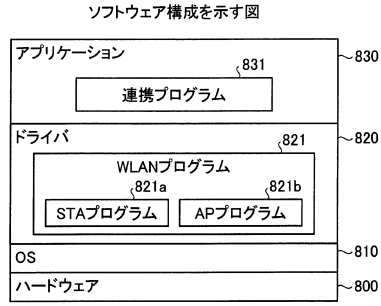 ソフトウェア構成を示す図
アプリケーション
830
831
連携プログラム
ドライバ
820
821
WLANプログラム
821a
821b
STAプログラム
APプログラム
OS
810
ハードウェア
800